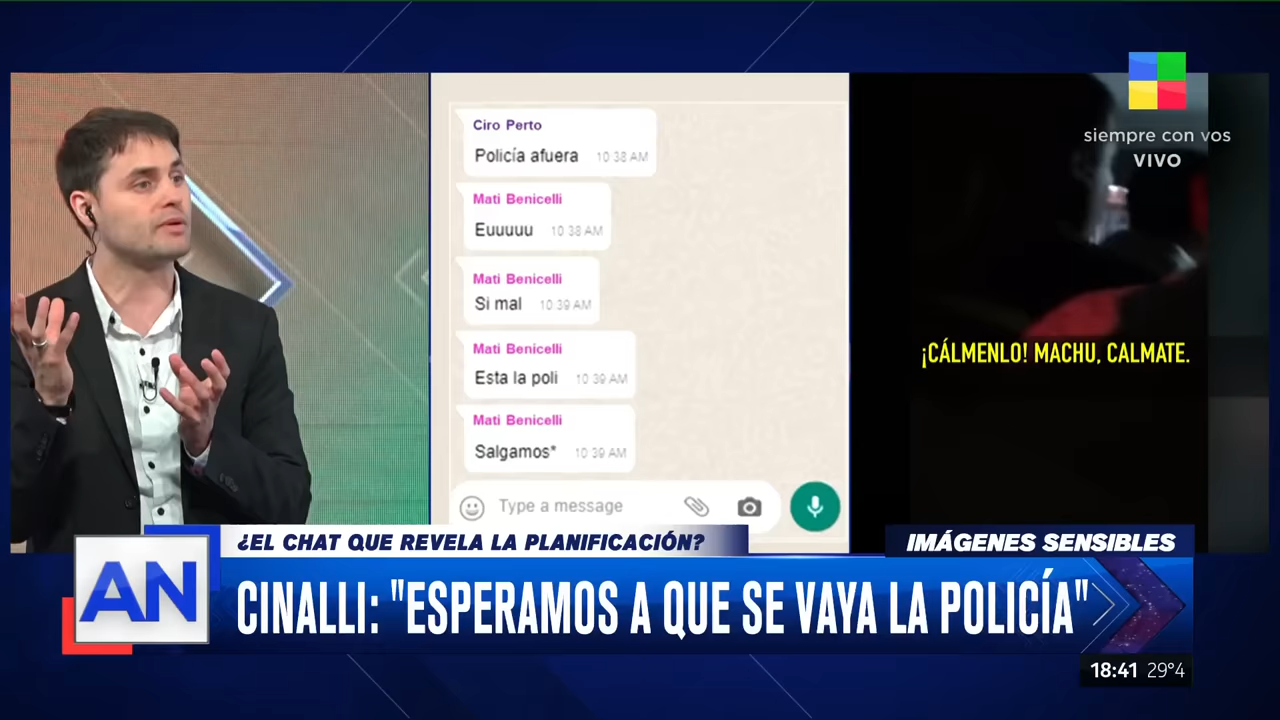 siempre con vos
VIVO
Ciro Perto
Policía afuera 10:38 AM
Mati Benicelli
Euuuuu 10:38 AM
Mati Benicelli
Si mal 10:39 AM
Mati Benicelli
Esta la poli 10:39 AM
Mati Benicelli
Salgamos* 10:39 AM
Type a message
¡CÁLMENLO! MACHU, CALMATE.
¿EL CHAT QUE REVELA LA PLANIFICACIÓN?
IMÁGENES SENSIBLES
AN
CINALLI: "ESPERAMOS A QUE SE VAYA LA POLICÍA"
18:41 29°4